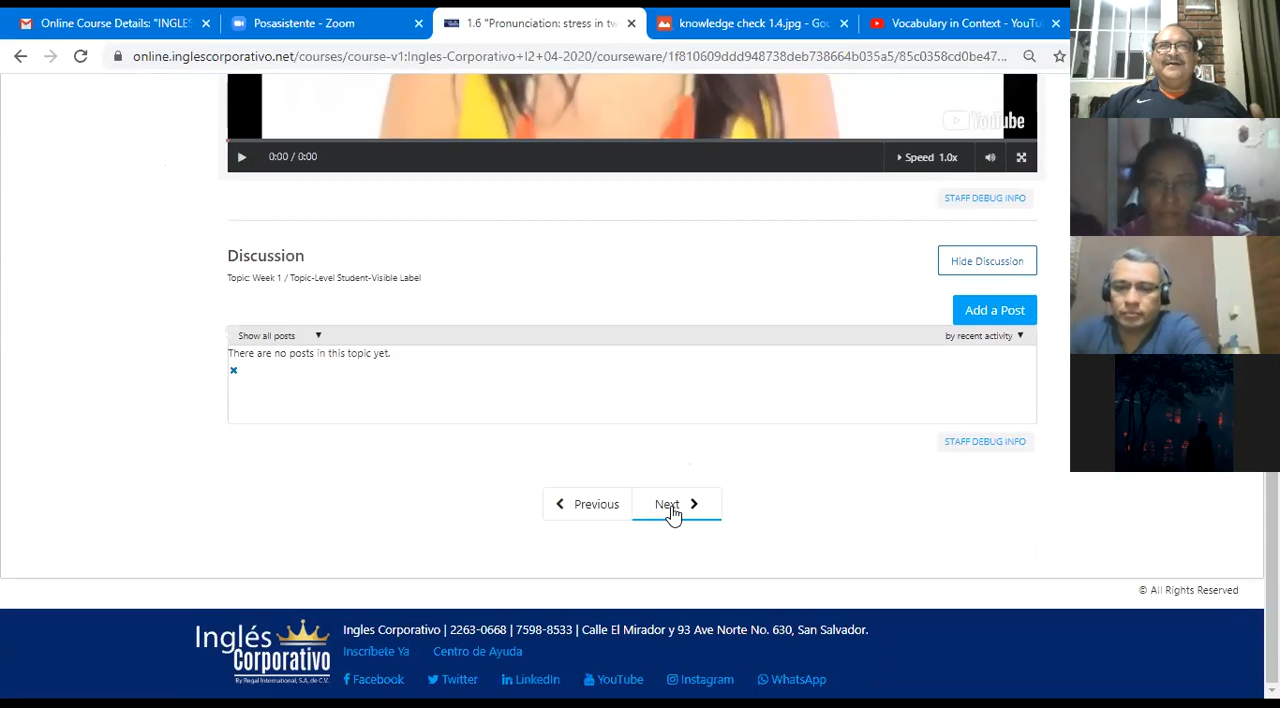 Online Course Details: "INGLES
Posasistente - Zoom
1.6 "Pronunciation: stress in tw
knowledge check 1.4.jpg - Goo
Vocabulary in Context - YouTu
online.inglescorporativo.net/courses/course-v1:Ingles-Corporativo+I2+04-2020/courseware/1f810609ddd948738deb738664b035a5/85c0358cd0be47...
YouTube
0:00 / 0:00
Speed 1.0x
STAFF DEBUG INFO
Discussion
Hide Discussion
Topic: Week 1 / Topic-Level Student-Visible Label
Add a Post
Show all posts
by recent activity
There are no posts in this topic yet.
STAFF DEBUG INFO
Previous
Next
© All Rights Reserved
Inglés Corporativo
By Regal International, S.A. de C.V.
Ingles Corporativo | 2263-0668 | 7598-8533 | Calle El Mirador y 93 Ave Norte No. 630, San Salvador.
Inscríbete Ya
Centro de Ayuda
Facebook
Twitter
LinkedIn
YouTube
Instagram
WhatsApp